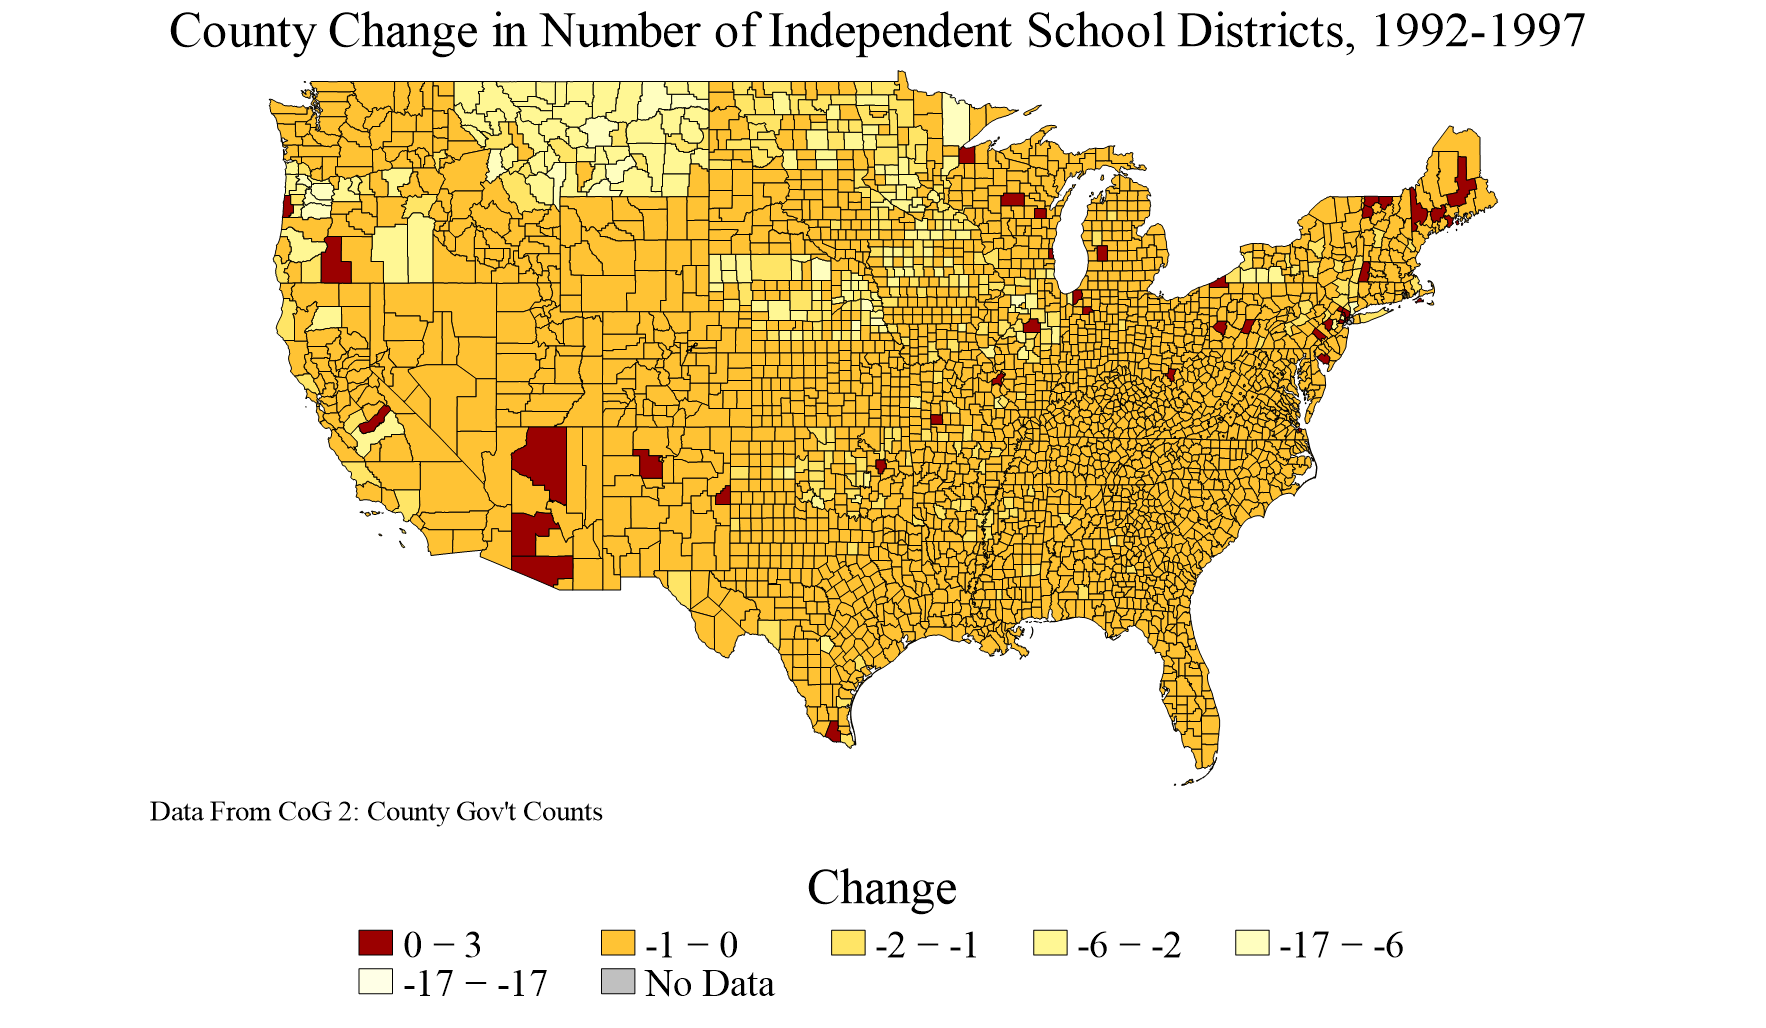 County Change in Number of Independent School Districts, 1992-1997
Data From CoG 2: County Gov't Counts
Change
0 − 3
-1 − 0
-2 − -1
-6 − -2
-17 − -6
-17 − -17
No Data